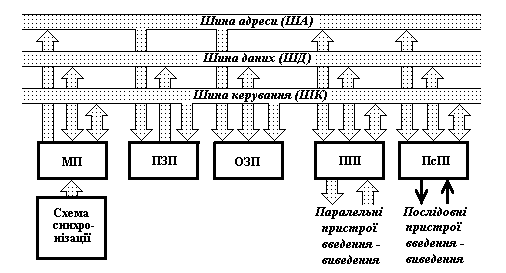 Шина адреси (ША)
Шина даних (ШД)
Шина керування (ШК)
МП
ПЗП
ОЗП
ППІ
ПсПІ
Схема
синхро-
нізації
Паралельні
пристрої
введення -
виведення
Послідовні
пристрої
введення -
виведення